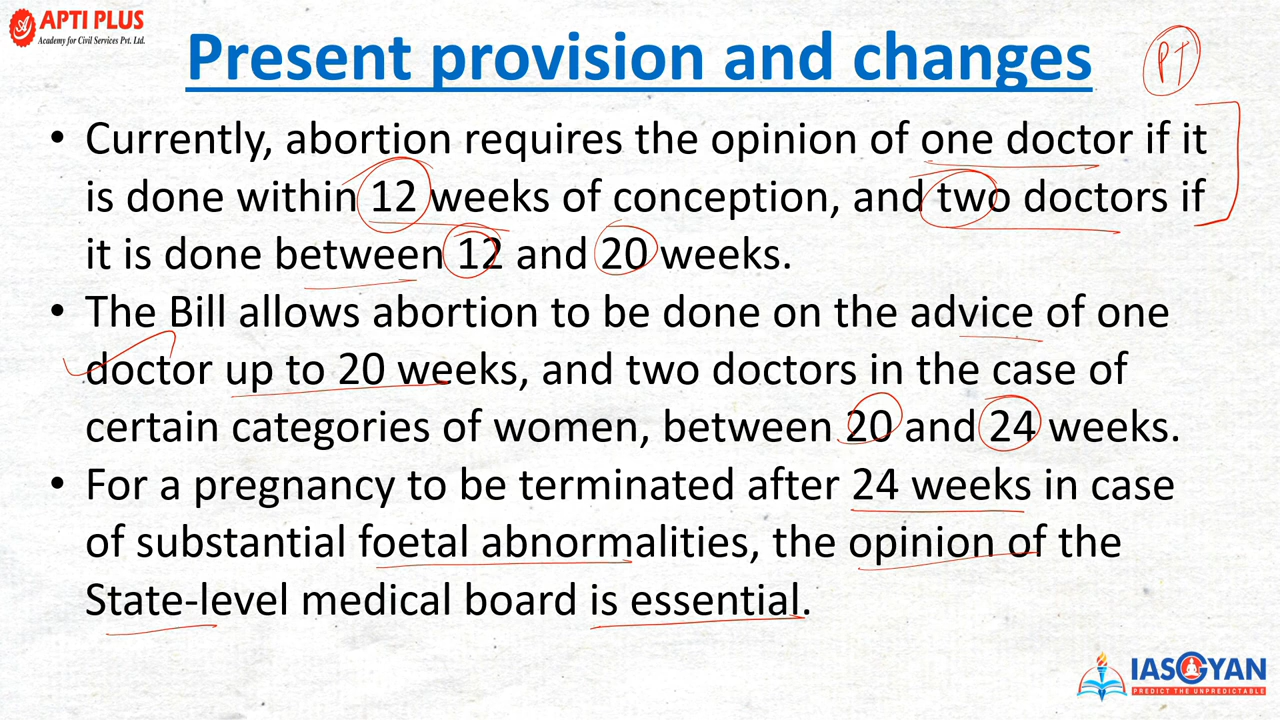 APTI PLUS
Academy for Civil Services Pvt. Ltd.
Present provision and changes
PT
• Currently, abortion requires the opinion of one doctor if it
is done within 12 weeks of conception, and two doctors if
it is done between 12 and 20 weeks.
• The Bill allows abortion to be done on the advice of one
doctor up to 20 weeks, and two doctors in the case of
certain categories of women, between 20 and 24 weeks.
• For a pregnancy to be terminated after 24 weeks in case
of substantial foetal abnormalities, the opinion of the
State-level medical board is essential.
IASGYAN
PREDICT THE UNPREDICTABLE